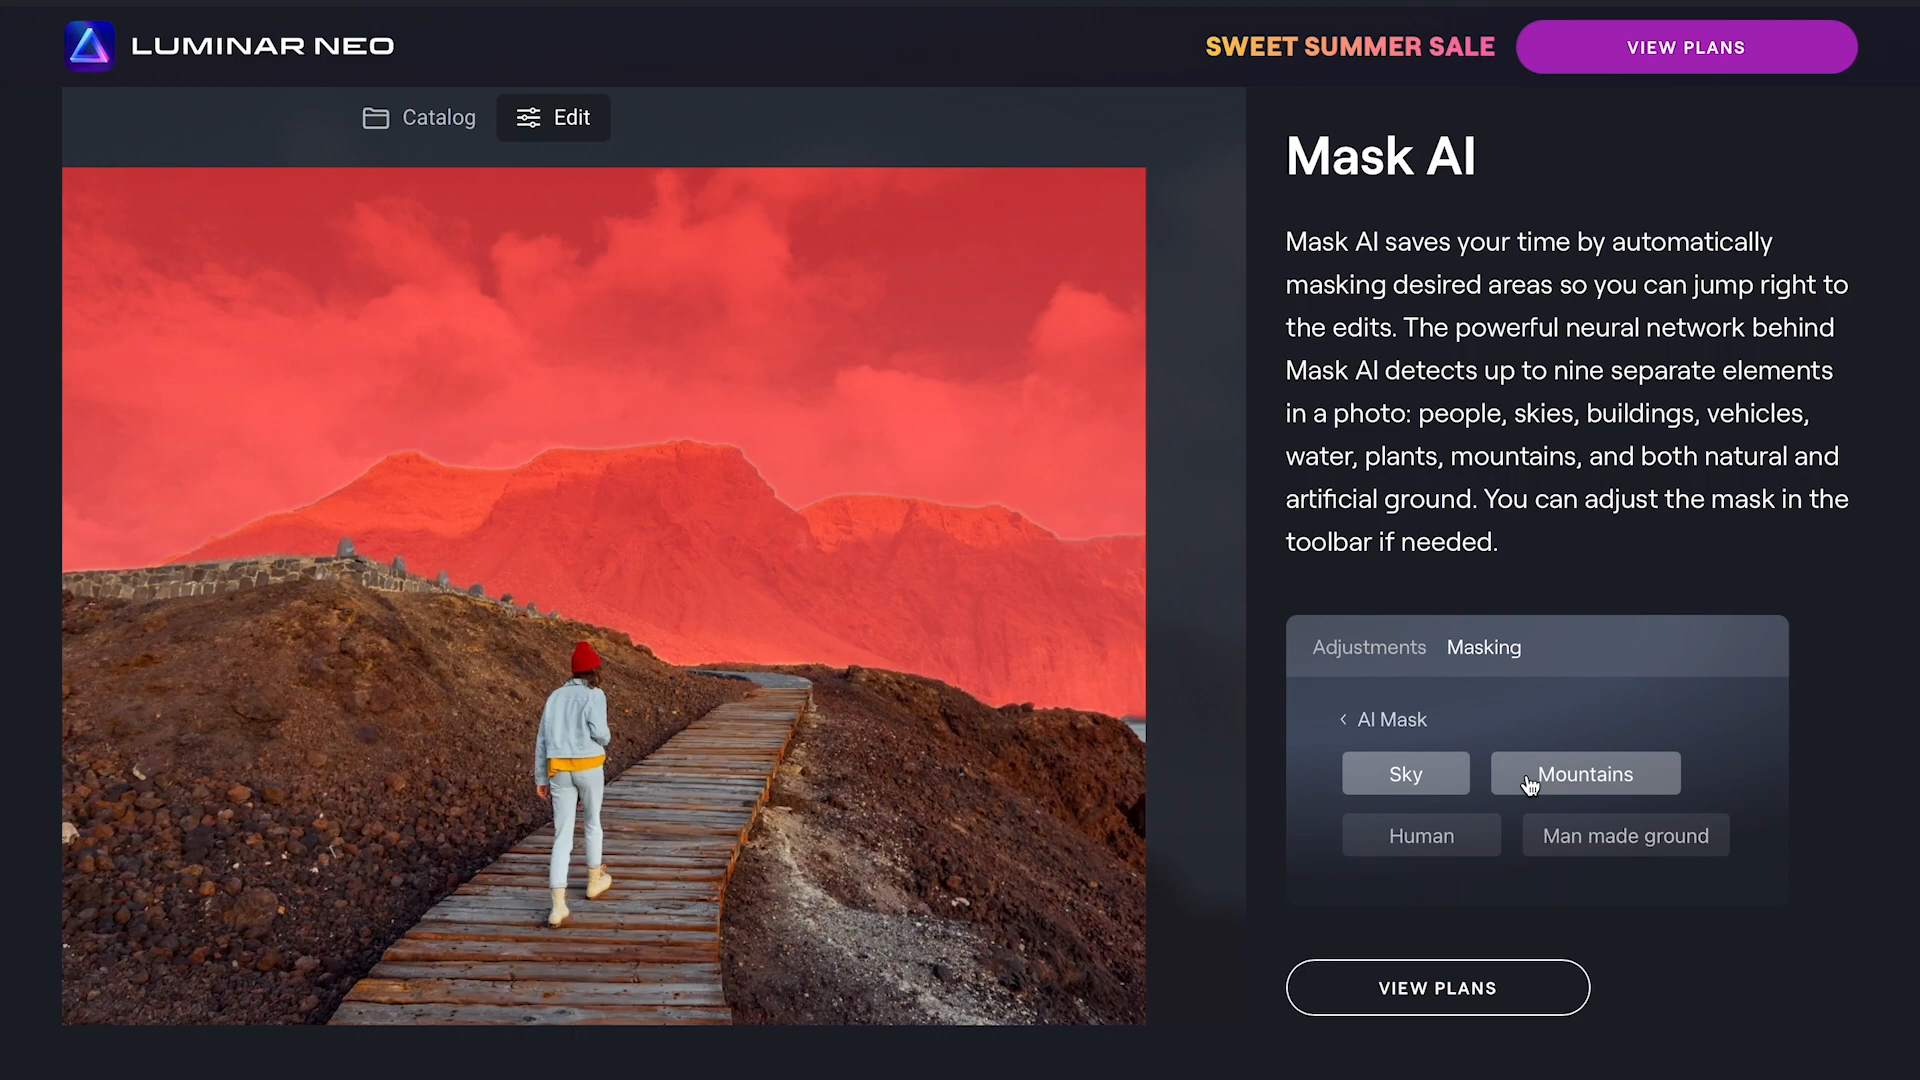 LUMINAR NEO
SWEET SUMMER SALE
VIEW PLANS
Catalog
Edit
Mask AI
Mask AI saves your time by automatically
masking desired areas so you can jump right to
the edits. The powerful neural network behind
Mask AI detects up to nine separate elements
in a photo: people, skies, buildings, vehicles,
water, plants, mountains, and both natural and
artificial ground. You can adjust the mask in the
toolbar if needed.
Adjustments Masking
AI Mask
Sky
Mountains
Human
Man made ground
VIEW PLANS